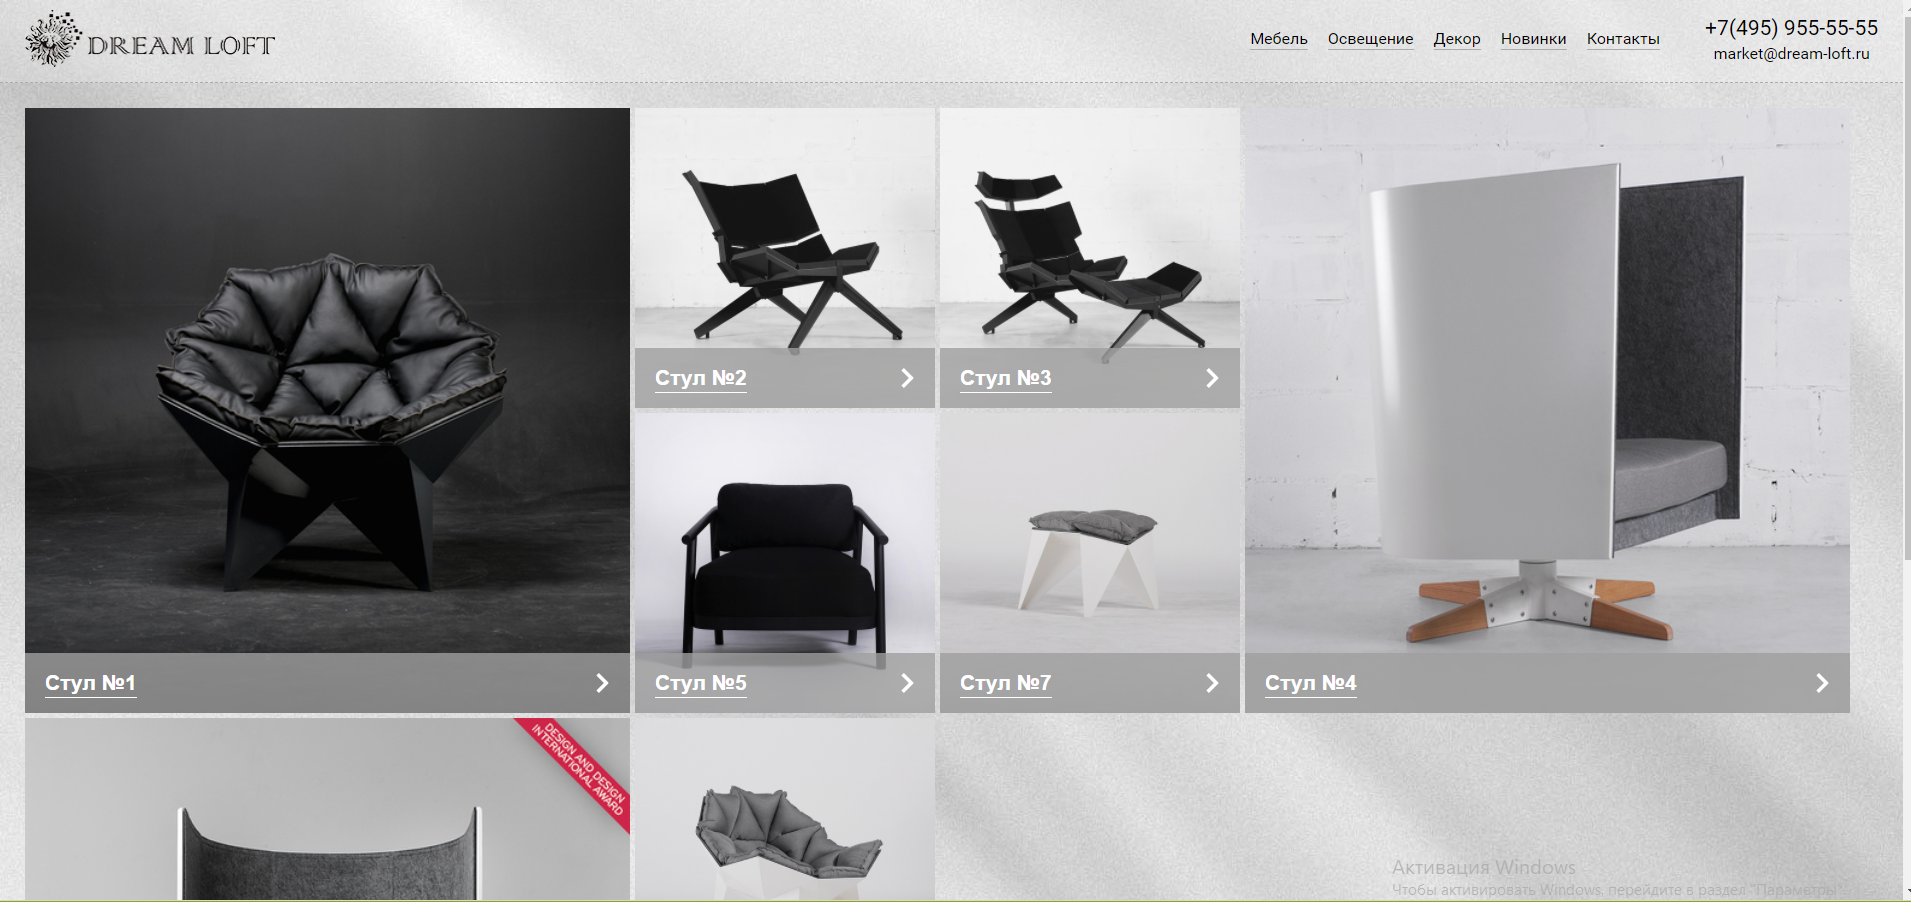 DREAM LOFT
Мебель Освещение Декор Новинки Контакты
+7(495) 955-55-55
market@dream-loft.ru
Стул №2
Стул №3
Стул №1
Стул №5
Стул №7
Стул №4
DESIGN AND DESIGN
INTERNATIONAL AWARD
Активация Windows
Чтобы активировать Windows, перейдите в раздел "Параметры".